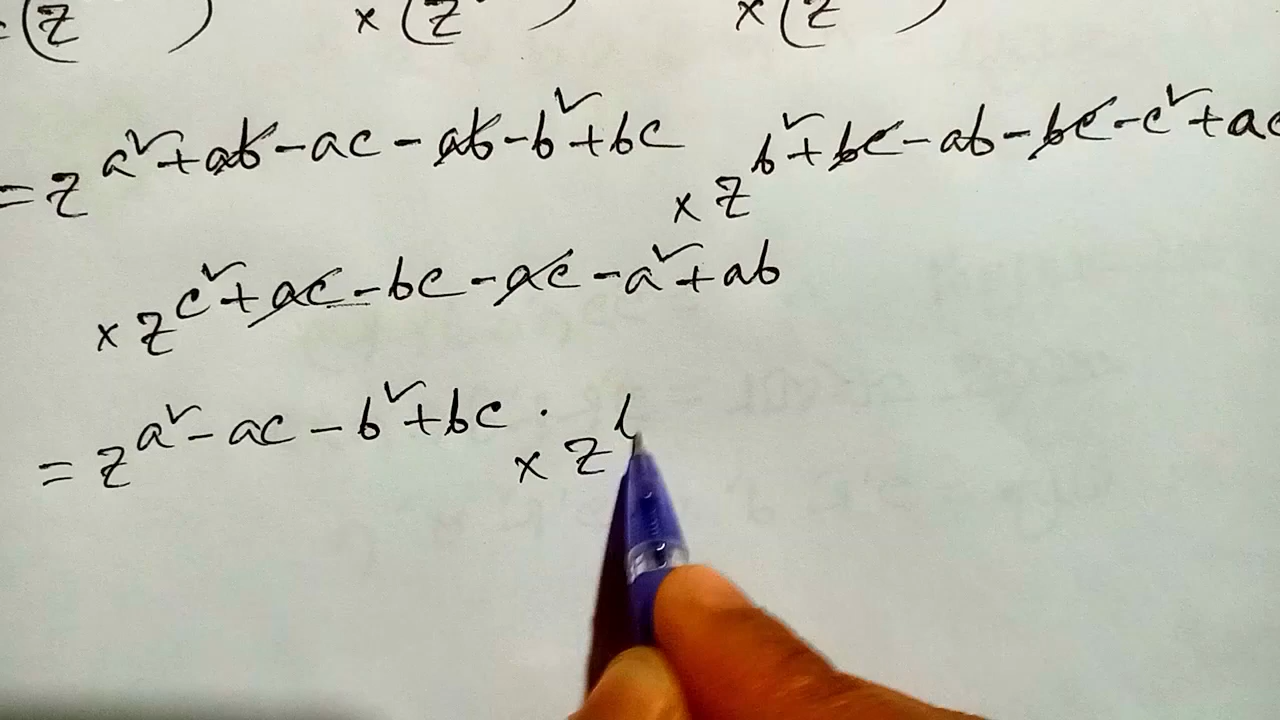 (z ) × (z ) × (z )
= z^{a²+ab-ac-ab-b²+bc} × z^{b²+bc-ab-bc-c²+ac}
× z^{c²+ac-bc-ac-a²+ab}
= z^{a²-ac-b²+bc} · × z^{b}